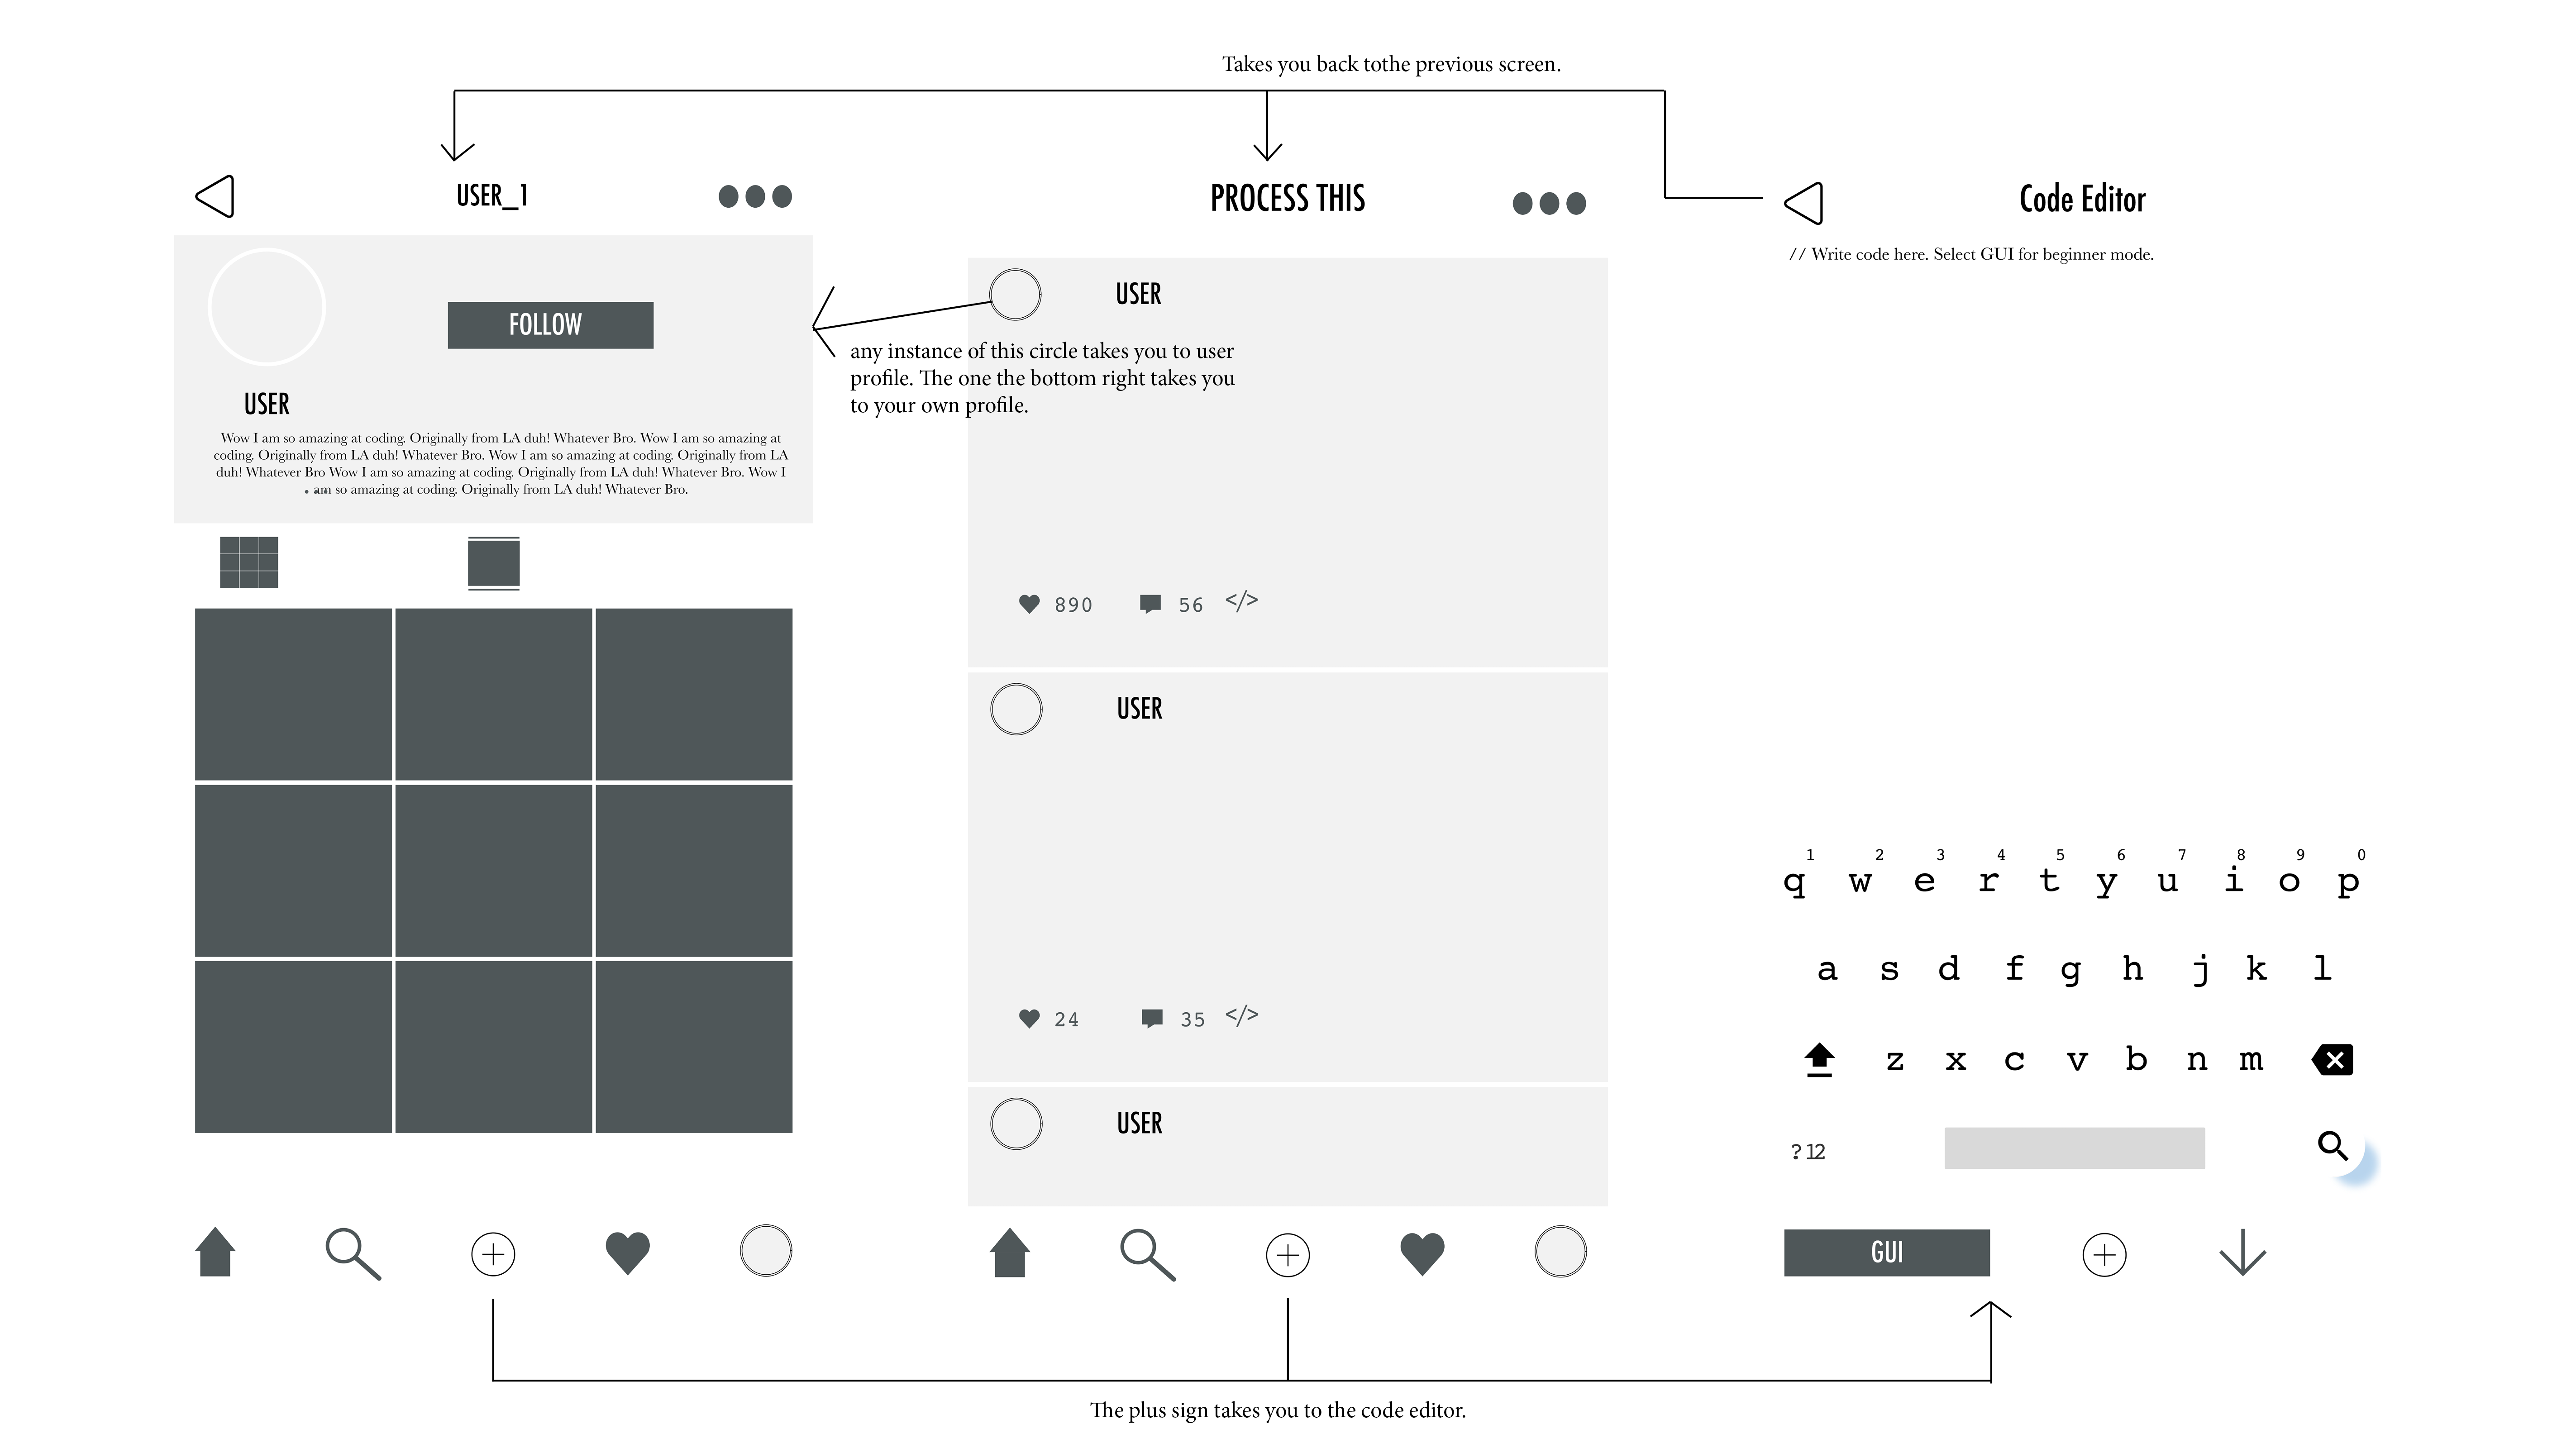 Takes you back tothe previous screen.
USER_1
FOLLOW
USER
Wow I am so amazing at coding. Originally from LA duh! Whatever Bro. Wow I am so amazing at
coding. Originally from LA duh! Whatever Bro. Wow I am so amazing at coding. Originally from LA
duh! Whatever Bro Wow I am so amazing at coding. Originally from LA duh! Whatever Bro. Wow I
am so amazing at coding. Originally from LA duh! Whatever Bro.
PROCESS THIS
USER
any instance of this circle takes you to user
profile. The one the bottom right takes you
to your own profile.
890 56 </>
USER
24 35 </>
USER
Code Editor
// Write code here. Select GUI for beginner mode.
1 2 3 4 5 6 7 8 9 0
q w e r t y u i o p
a s d f g h j k l
z x c v b n m
?12
GUI
The plus sign takes you to the code editor.